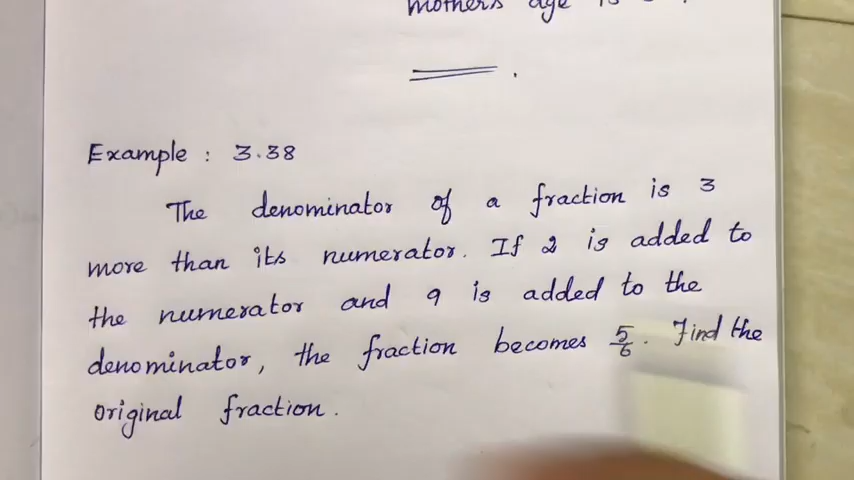 mothers age is
Example : 3.38
The denominator of a fraction is 3
more than its numerator. If 2 is added to
the numerator and 9 is added to the
denominator, the fraction becomes 5/6. Find the
original fraction.